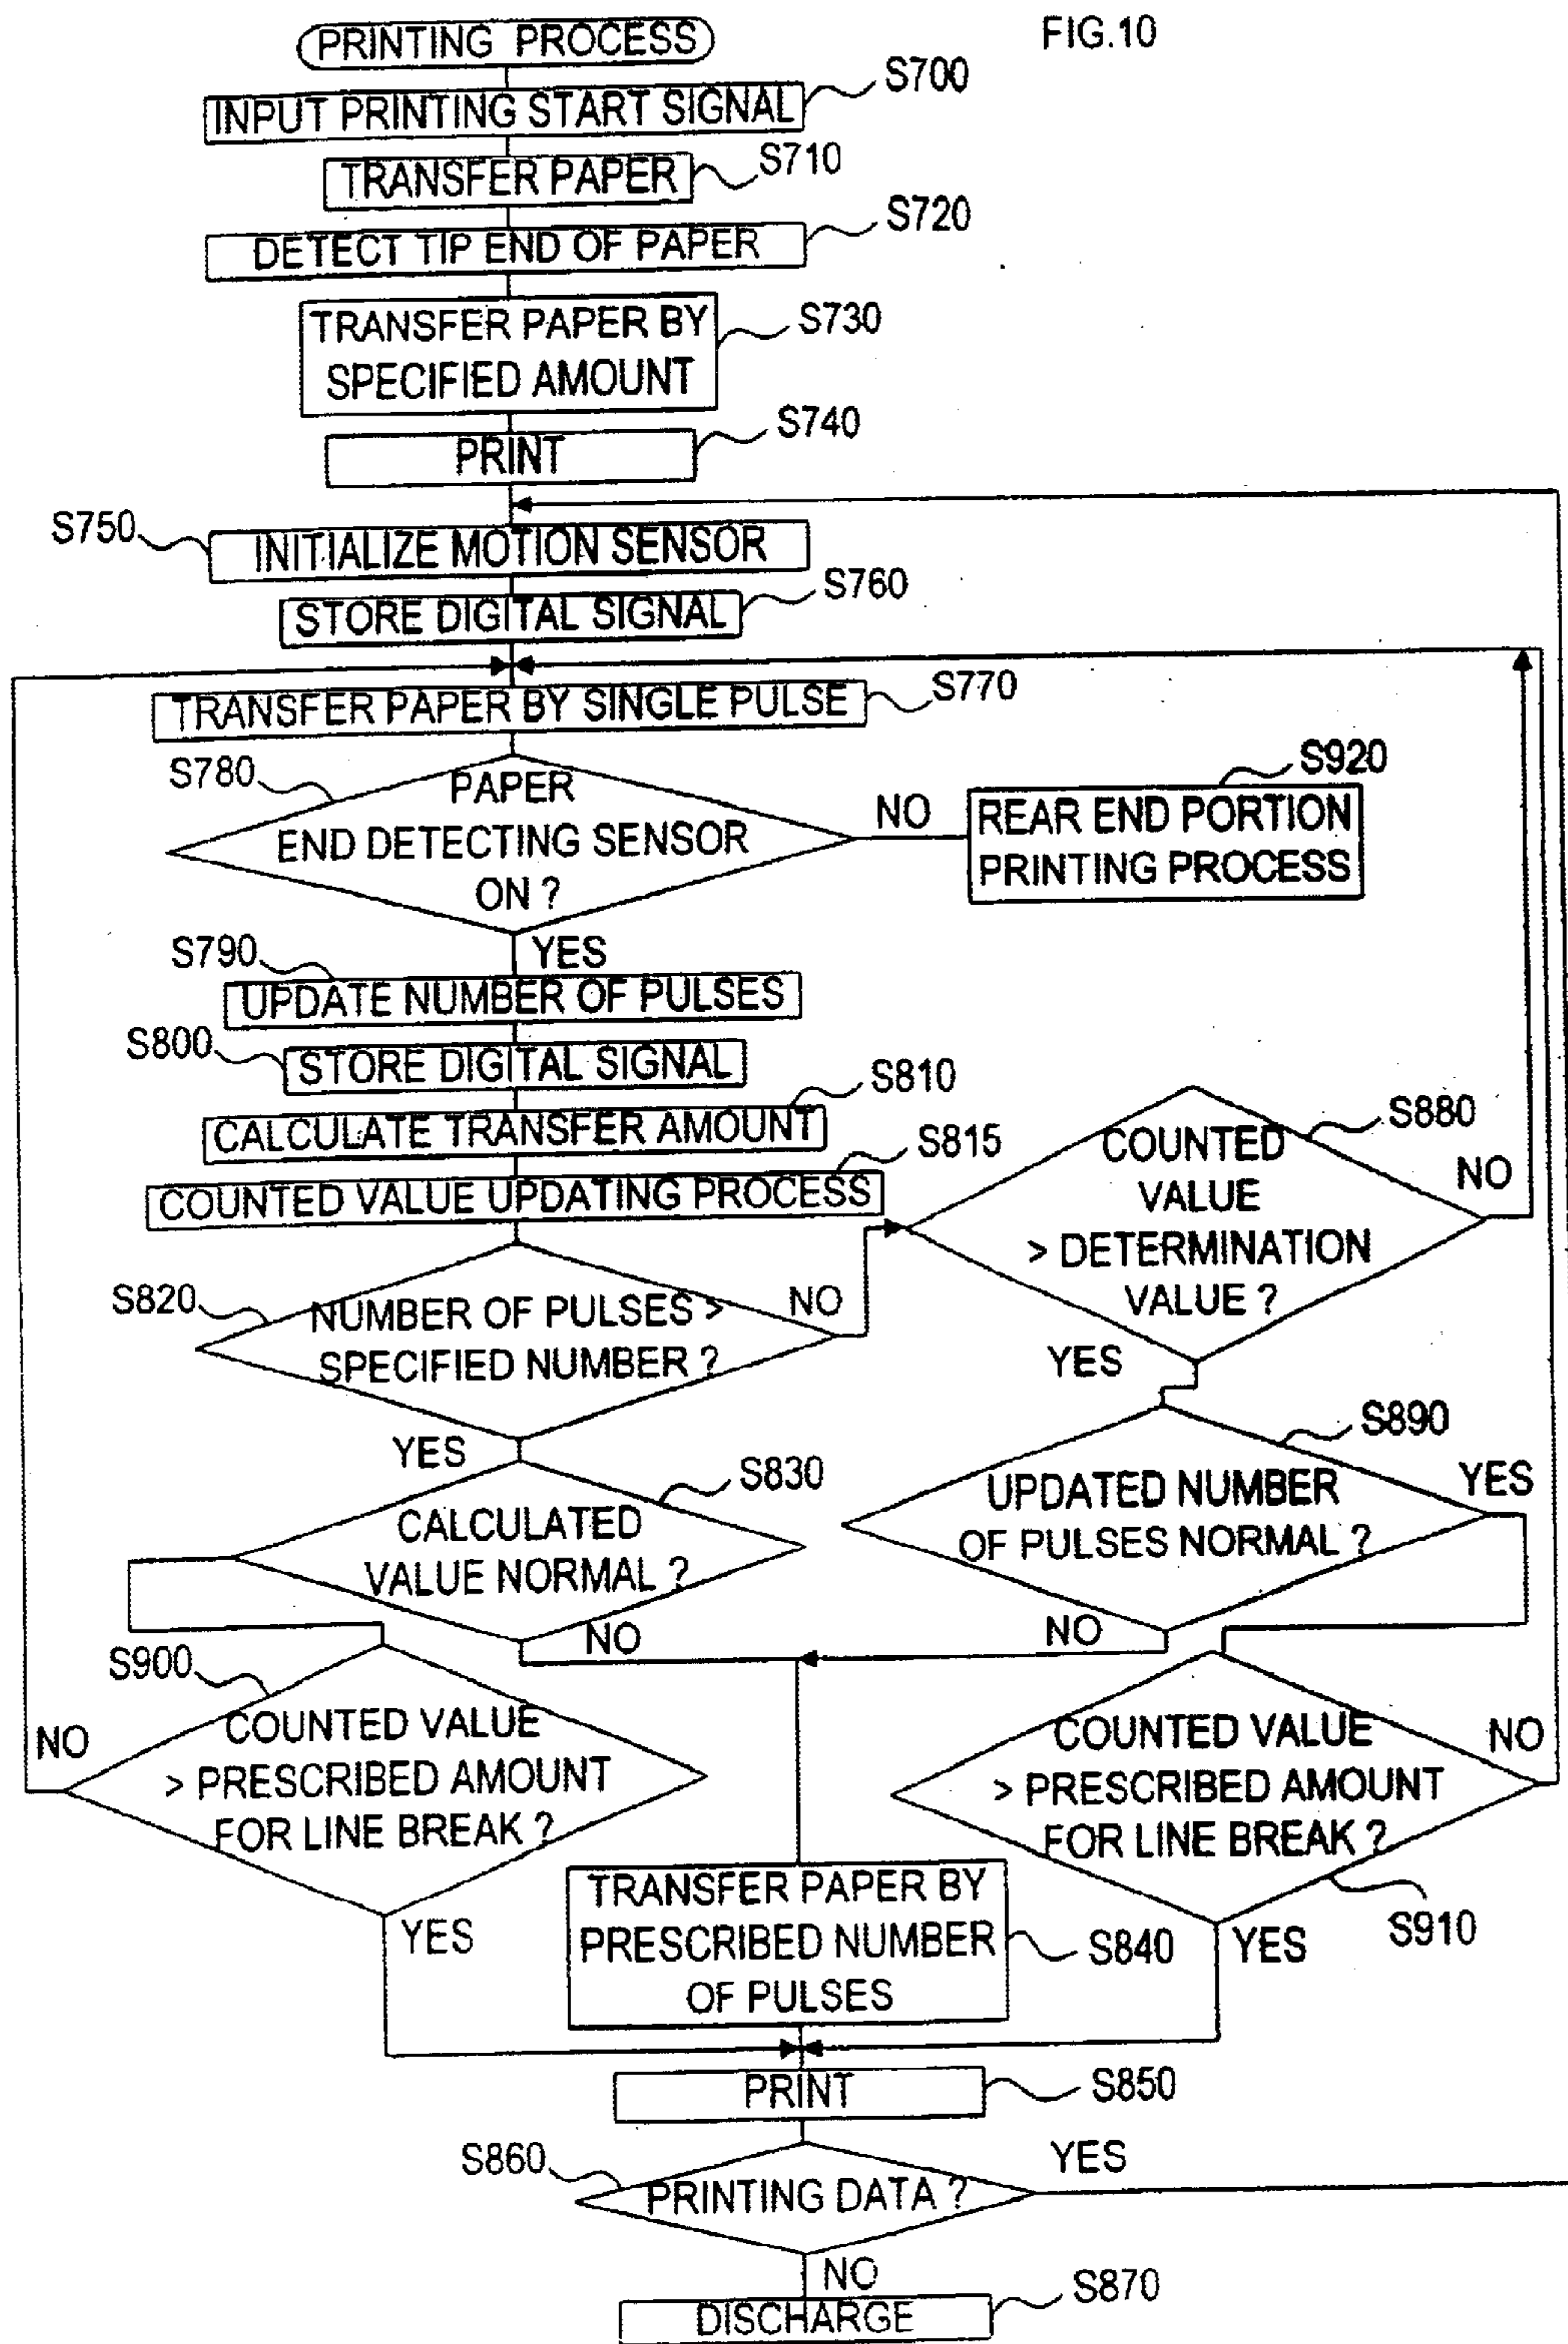 FIG.10
PRINTING PROCESS
S700
INPUT PRINTING START SIGNAL
S710
TRANSFER PAPER
S720
DETECT TIP END OF PAPER
S730
TRANSFER PAPER BY
SPECIFIED AMOUNT
S740
PRINT
S750
INITIALIZE MOTION SENSOR
S760
STORE DIGITAL SIGNAL
S770
TRANSFER PAPER BY SINGLE PULSE
S780
PAPER
END DETECTING SENSOR
ON ?
NO
S920
REAR END PORTION
PRINTING PROCESS
YES
S790
UPDATE NUMBER OF PULSES
S800
STORE DIGITAL SIGNAL
S810
CALCULATE TRANSFER AMOUNT
S815
COUNTED VALUE UPDATING PROCESS
S820
NUMBER OF PULSES >
SPECIFIED NUMBER ?
NO
S880
COUNTED
VALUE
> DETERMINATION
VALUE ?
NO
YES
YES
S830
CALCULATED
VALUE NORMAL ?
NO
S890
UPDATED NUMBER
OF PULSES NORMAL ?
YES
NO
S900
COUNTED VALUE
> PRESCRIBED AMOUNT
FOR LINE BREAK ?
NO
YES
COUNTED VALUE
> PRESCRIBED AMOUNT
FOR LINE BREAK ?
NO
S910
YES
TRANSFER PAPER BY
PRESCRIBED NUMBER
OF PULSES
S840
PRINT
S850
S860
PRINTING DATA ?
YES
NO
S870
DISCHARGE